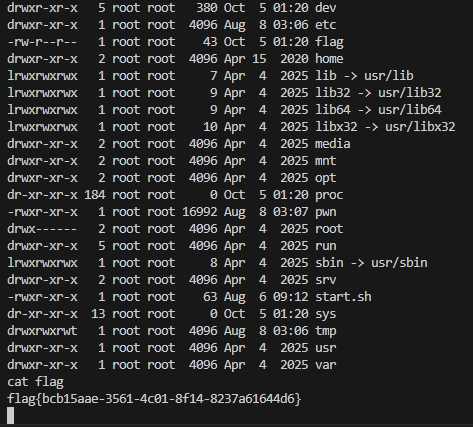 drwxr-xr-x   5 root root   380 Oct  5 01:20 dev
drwxr-xr-x   1 root root  4096 Aug  8 03:06 etc
-rw-r--r--   1 root root    43 Oct  5 01:20 flag
drwxr-xr-x   2 root root  4096 Apr 15  2020 home
lrwxrwxrwx   1 root root     7 Apr  4  2025 lib -> usr/lib
lrwxrwxrwx   1 root root     9 Apr  4  2025 lib32 -> usr/lib32
lrwxrwxrwx   1 root root     9 Apr  4  2025 lib64 -> usr/lib64
lrwxrwxrwx   1 root root    10 Apr  4  2025 libx32 -> usr/libx32
drwxr-xr-x   2 root root  4096 Apr  4  2025 media
drwxr-xr-x   2 root root  4096 Apr  4  2025 mnt
drwxr-xr-x   2 root root  4096 Apr  4  2025 opt
dr-xr-xr-x 184 root root     0 Oct  5 01:20 proc
-rwxr-xr-x   1 root root 16992 Aug  8 03:07 pwn
drwx------   2 root root  4096 Apr  4  2025 root
drwxr-xr-x   5 root root  4096 Apr  4  2025 run
lrwxrwxrwx   1 root root     8 Apr  4  2025 sbin -> usr/sbin
drwxr-xr-x   2 root root  4096 Apr  4  2025 srv
-rwxr-xr-x   1 root root    63 Aug  6 09:12 start.sh
dr-xr-xr-x  13 root root     0 Oct  5 01:20 sys
drwxrwxrwt   1 root root  4096 Aug  8 03:06 tmp
drwxr-xr-x   1 root root  4096 Apr  4  2025 usr
drwxr-xr-x   1 root root  4096 Apr  4  2025 var
cat flag
flag{bcb15aae-3561-4c01-8f14-8237a61644d6}